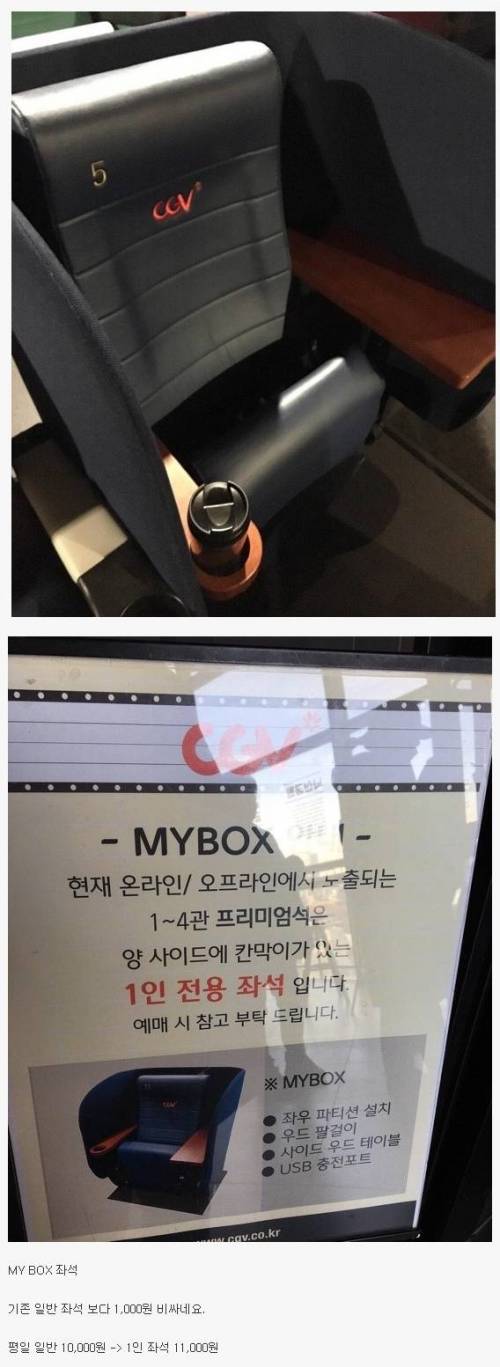 5
CGV
CGV
- MYBOX -
현재 온라인/ 오프라인에서 노출되는
1~4관 프리미엄석은
양 사이드에 칸막이가 있는
1인 전용 좌석 입니다.
예매 시 참고 부탁 드립니다.
CGV
※ MYBOX
● 좌우 파티션 설치
● 우드 팔걸이
● 사이드 우드 테이블
● USB 충전포트
www.cgv.co.kr
MY BOX 좌석
기존 일반 좌석 보다 1,000원 비싸네요.
평일 일반 10,000원 -> 1인 좌석 11,000원